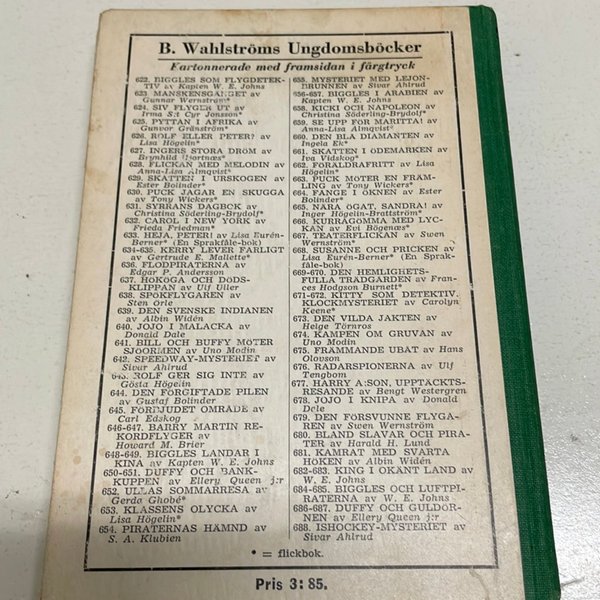 B. Wahlströms Ungdomsböcker
Fartonnerade med framsidan i färgtryck
622. BIGGLES SOM FLYGDETEK-
TIV av Kapten W. E. Johns
623. MANSKENSGÄNGET av
Gunnar Wernström*
624. SIV FLYGER UT av
Irma S:t Cyr Jonsson*
625. PYTTAN I AFRIKA av
Gunvor Gränström*
626. ROLF ELLER PETER? av
Lisa Högelin*
627. INGERS STORA DRÖM av
Brynhild
628. FLICKAN MED MELODIN av
Anna-Lisa Almqvist*
629. SKATTEN I URSKOGEN av
Ester Bolinder*
630. PUCK JAGAR EN SKUGGA
av Tony Wickers*
631. SYRRANS DAGBOK av
Christina Söderling-Brydolf*
632. CAROL I NEW YORK av
Frieda Friedman*
633. HEJA, PETER! av Lisa Eurén-
Berner* (En Språkfåle-bok)
634-635. KERRY LEVER FARLIGT
av Gertrude E. Mallette*
636. FLODPIRATERNA av
Edgar P. Andersson
637. HOKOGA OCH DÖDS-
KLIPPAN av Ulf Uller
638. SPÖKFLYGAREN av
Sten Orle
639. DEN SVENSKE INDIANEN
av Albin Widén
640. JOJO I MALACKA av
Donald Dale
641. BILL OCH BUFFY MÖTER
SJÖORMEN av Uno Modin
642. SPEEDWAY-MYSTERIET av
Sivar Ahlrud
643. ROLF GER SIG INTE av
Gösta Högelin
644. DEN FÖRGIFTADE PILEN
av Gustaf Bolinder
645. FÖRBJUDET OMRÅDE av
Carl Edskog
646-647. BARRY MARTIN RE-
KORDFLYGER av
Howard M. Brier
648-649. BIGGLES LANDAR I
KINA av Kapten W. E. Johns
650-651. DUFFY OCH BANK-
KUPPEN av Ellery Queen j:r
652. ULLAS SOMMARRESA av
Gerda Ghobé*
653. KLASSENS OLYCKA av
Lisa Högelin*
654. PIRATERNAS HÄMND av
S. A. Klubien
655. MYSTERIET MED LEJON-
BRUNNEN av Sivar Ahlrud
656-657. BIGGLES I ARABIEN av
Kapten W. E. Johns
658. KICKI OCH NAPOLEON av
Christina Söderling-Brydolf*
659. SE UPP FÖR MARITTA! av
Anna-Lisa Almqvist*
660. DEN BLÅ DIAMANTEN av
Ingela Ek*
661. SKATTEN I ÖDEMARKEN av
Iva Vidskog*
662. FÖRÄLDRAFRITT av Lisa
Högelin*
663. PUCK MÖTER EN FRÄM-
LING av Tony Wickers*
664. FÅNGE I ÖKNEN av Ester
Bolinder*
665. NÅRA ÖGAT, SANDRA! av
Inger Högelin-Brattström*
666. KURRAGÖMMA MED LYC-
KAN av Evi Bögenæs*
667. TEATERFLICKAN av Swen
Wernström*
668. SUSANNE OCH PRICKEN av
Lisa Eurén-Berner* (En Språk-
fåle-bok)
669-670. DEN HEMLIGHETS-
FULLA TRÄDGÅRDEN av Fran-
ces Hodgson Burnett*
671-672. KITTY SOM DETEKTIV.
KLOCKMYSTERIET av Carolyn
Keene*
673. DEN VILDA JAKTEN av
Helge Törnros
674. KAMPEN OM GRUVAN av
Uno Modin
675. FRÄMMANDE UBÅT av Hans
Olovson
676. RADARSPIONERNA av Ulf
Tengbom
677. HARRY A:SON, UPPTÄCKTS-
RESANDE av Bengt Westergren
678. JOJO I KNIPA av Donald
Dale
679. DEN FÖRSVUNNE FLYGA-
REN av Swen Wernström
680. BLAND SLAVAR OCH PIRA-
TER av Harald H. Lund
681. KAMRAT MED SVARTA
HÖKEN av Albin Widén
682-683. KING I OKÄNT LAND av
W. E. Johns
684-685. BIGGLES OCH LUFTPI-
RATERNA av W. E. Johns
686-687. DUFFY OCH GULDÖR-
NEN av Ellery Queen j:r
688. ISHOCKEY-MYSTERIET av
Sivar Ahlrud
* = flickbok.
Pris 3: 85.